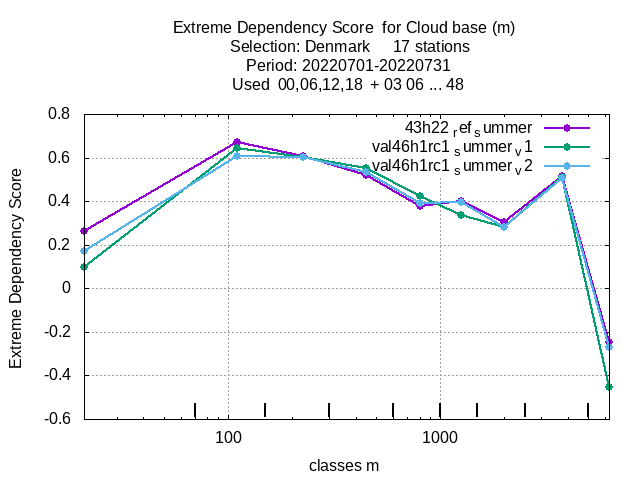 Extreme Dependency Score  for Cloud base (m)
Selection: Denmark     17 stations
Period: 20220701-20220731
Used  00,06,12,18  + 03 06 ... 48
43h22 ref summer
val46h1rc1 summer v1
val46h1rc1 summer v2
0.8
0.6
0.4
0.2
0
-0.2
-0.4
-0.6
Extreme Dependency Score
100
1000
classes m